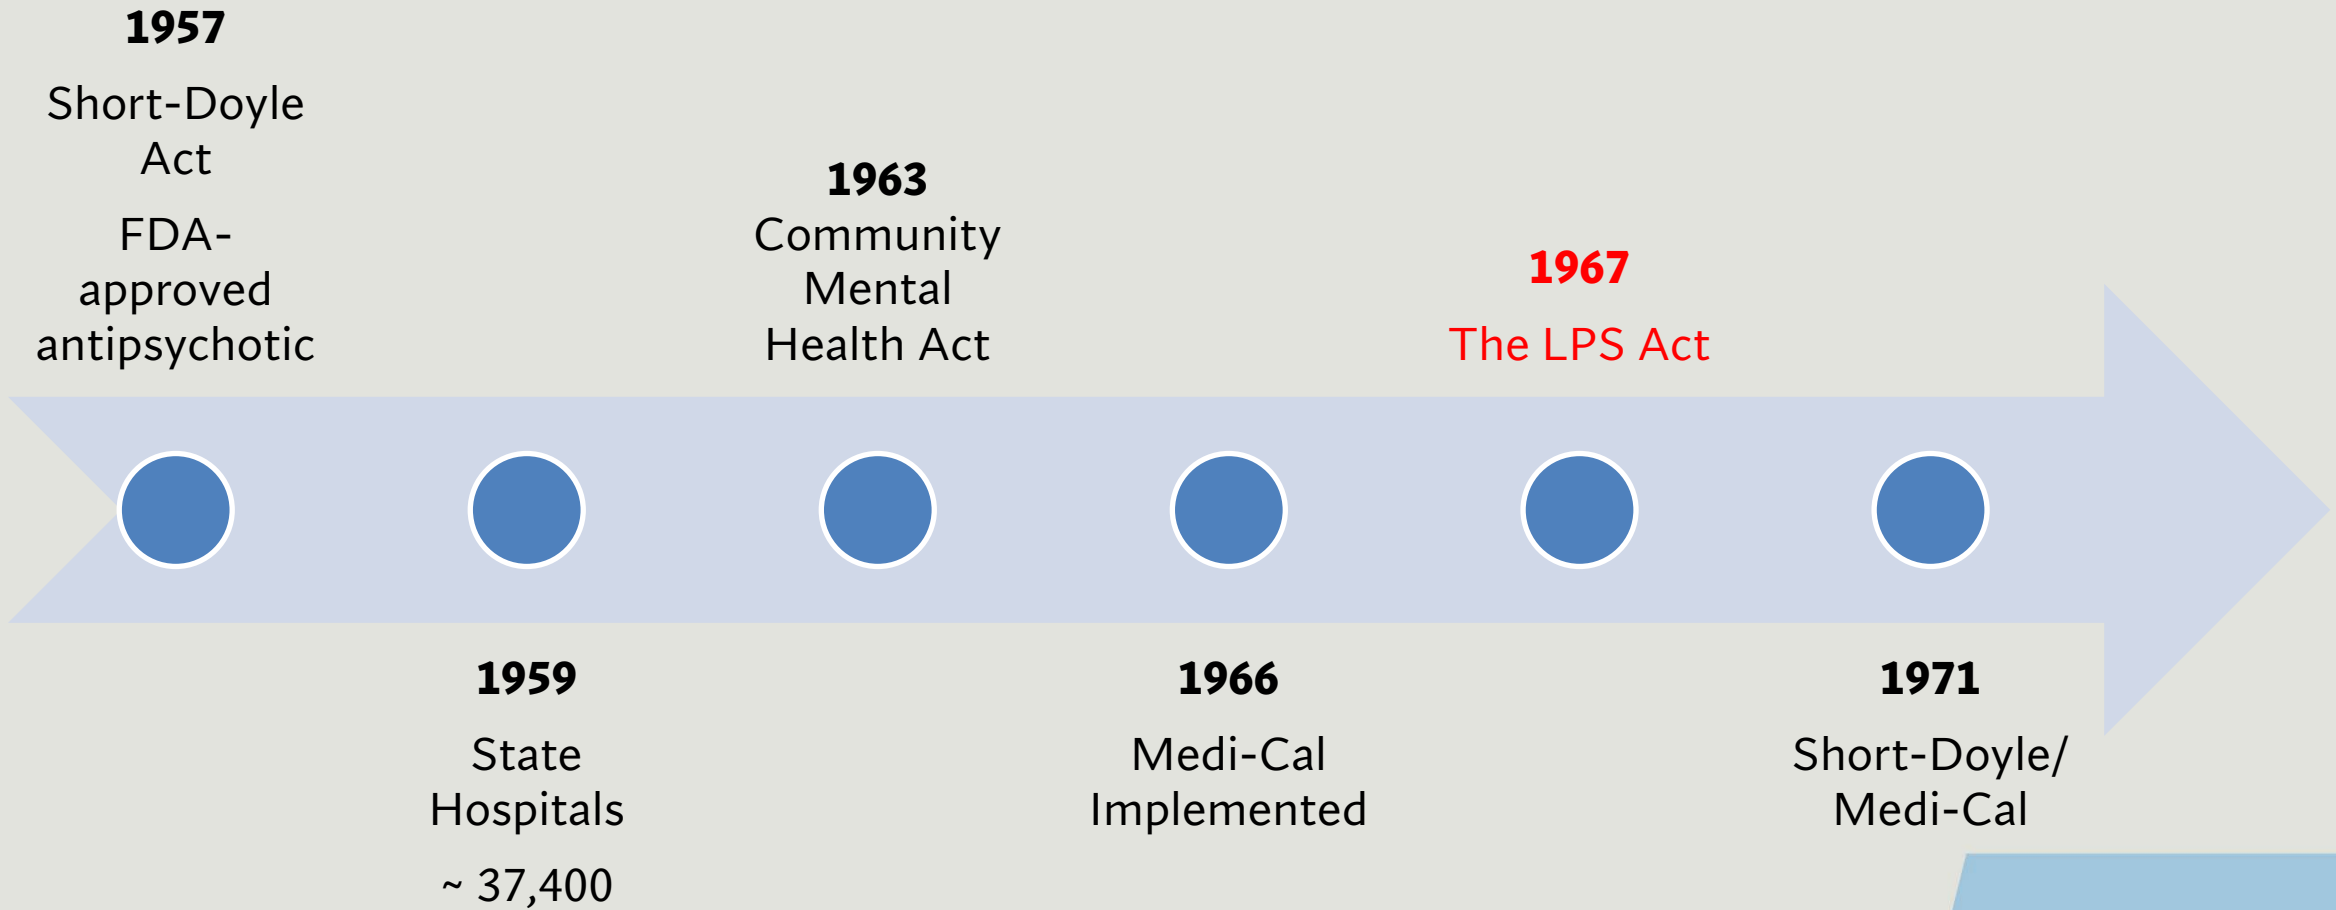 1957
Short-Doyle
Act
FDA-
approved
antipsychotic
1959
State
Hospitals
~ 37,400
1963
Community
Mental
Health Act
1966
Medi-Cal
Implemented
1967
The LPS Act
1971
Short-Doyle/
Medi-Cal